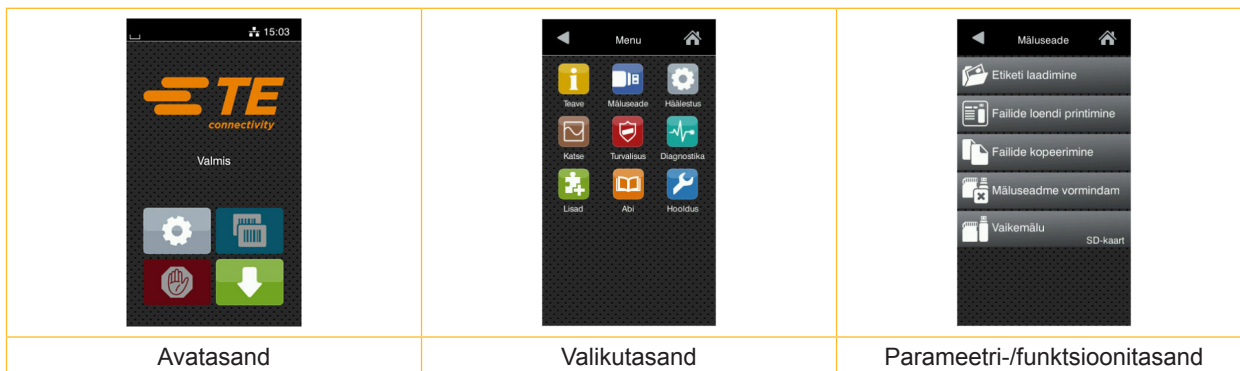 15:03
TE
connectivity
Valmis
Avatasand
Menu
Teave Mäluseade Häälestus
Katse Turvalisus Diagnostika
Lisad Abi Hooldus
Valikutasand
Mäluseade
Etiketi laadimine
Failide loendi printimine
Failide kopeerimine
Mäluseadme vormindam
Vaikemälu
SD-kaart
Parameetri-/funktsioonitasand